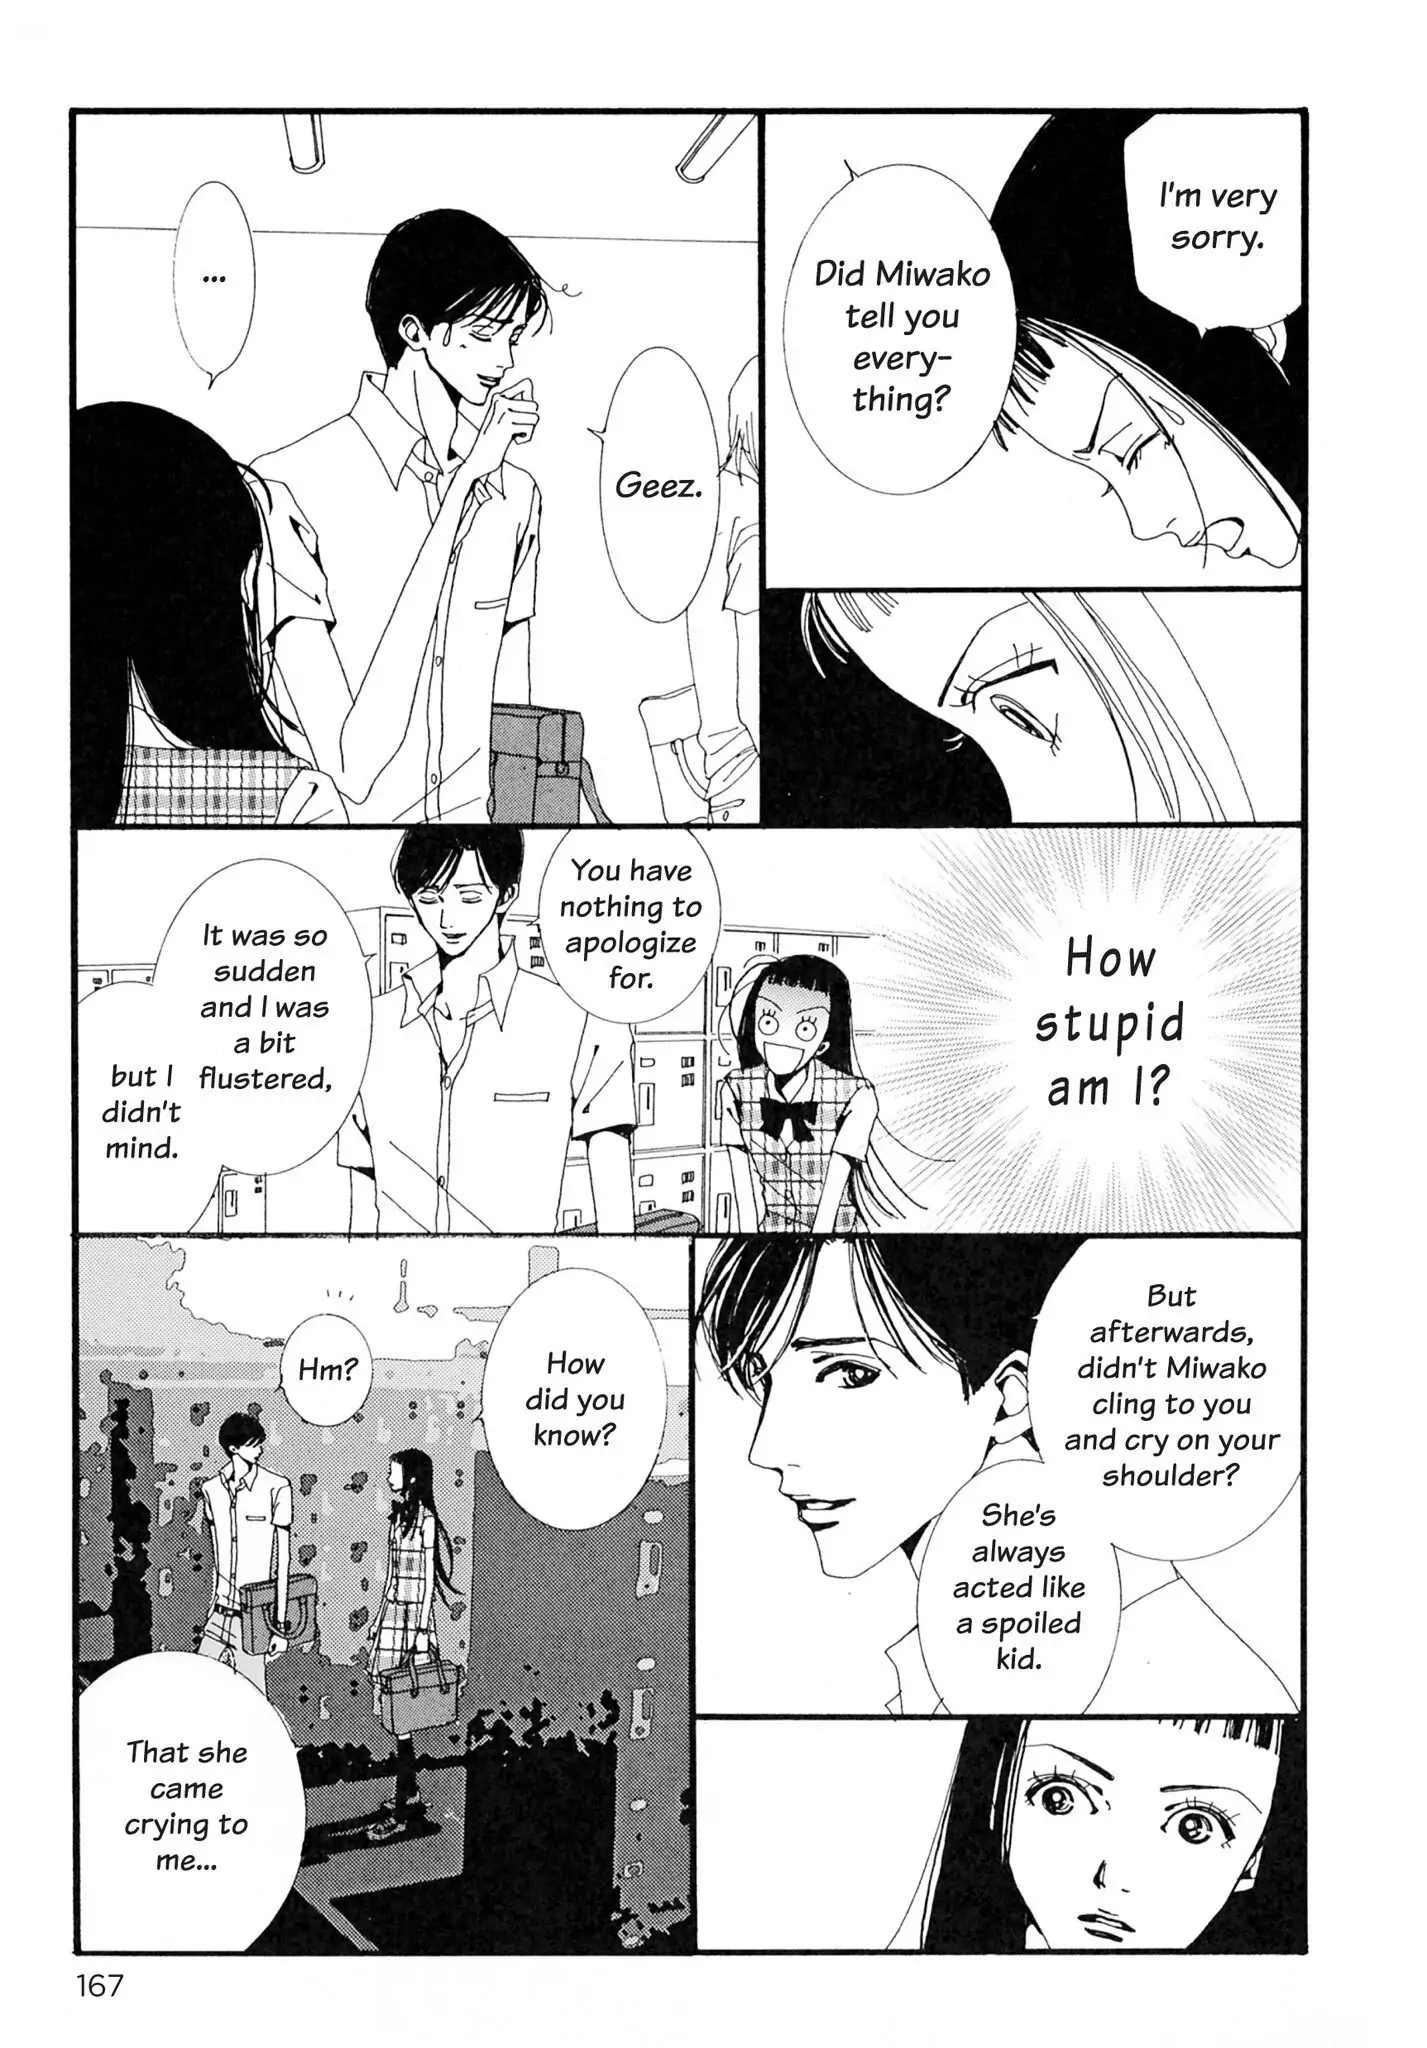 I'm very
sorry.
Did Miwako
tell you
every-
thing?
Geez.
...
How
stupid
am I?
You have
nothing to
apologize
for.
It was so
sudden
and I was
a bit
flustered,
but I
didn't
mind.
But
afterwards,
didn't Miwako
cling to you
and cry on your
shoulder?
She's
always
acted like
a spoiled
kid.
How
did you
know?
Hm?
That she
came
crying to
me...
167